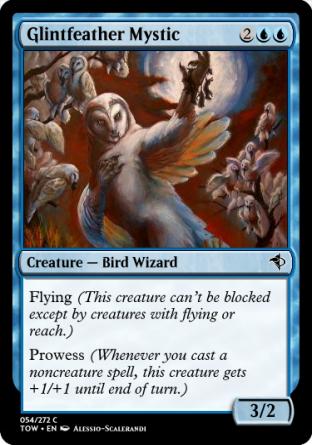 Glintfeather Mystic 2
Creature — Bird Wizard
Flying (This creature can't be blocked
except by creatures with flying or
reach.)
Prowess (Whenever you cast a
noncreature spell, this creature gets
+1/+1 until end of turn.)
3/2
054/272 C
TOW • EN Alessio-Scalerandi